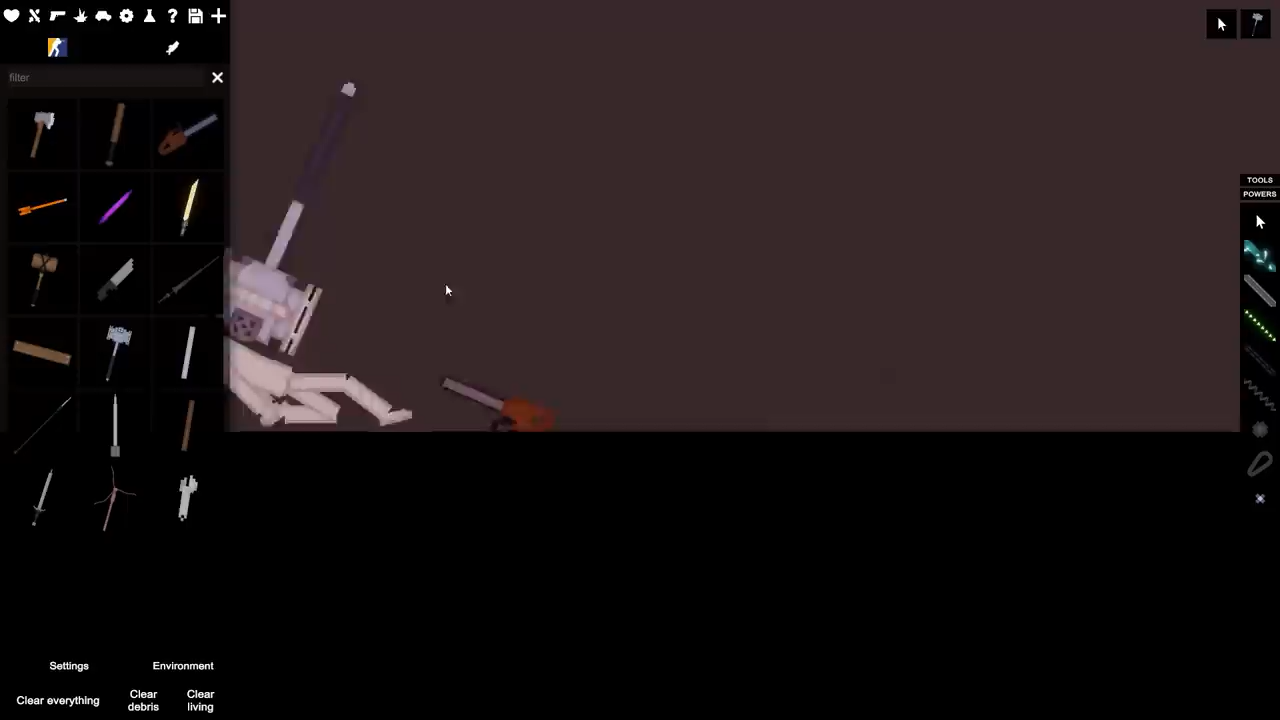 filter
TOOLS
POWERS
Settings
Environment
Clear everything
Clear debris
Clear living